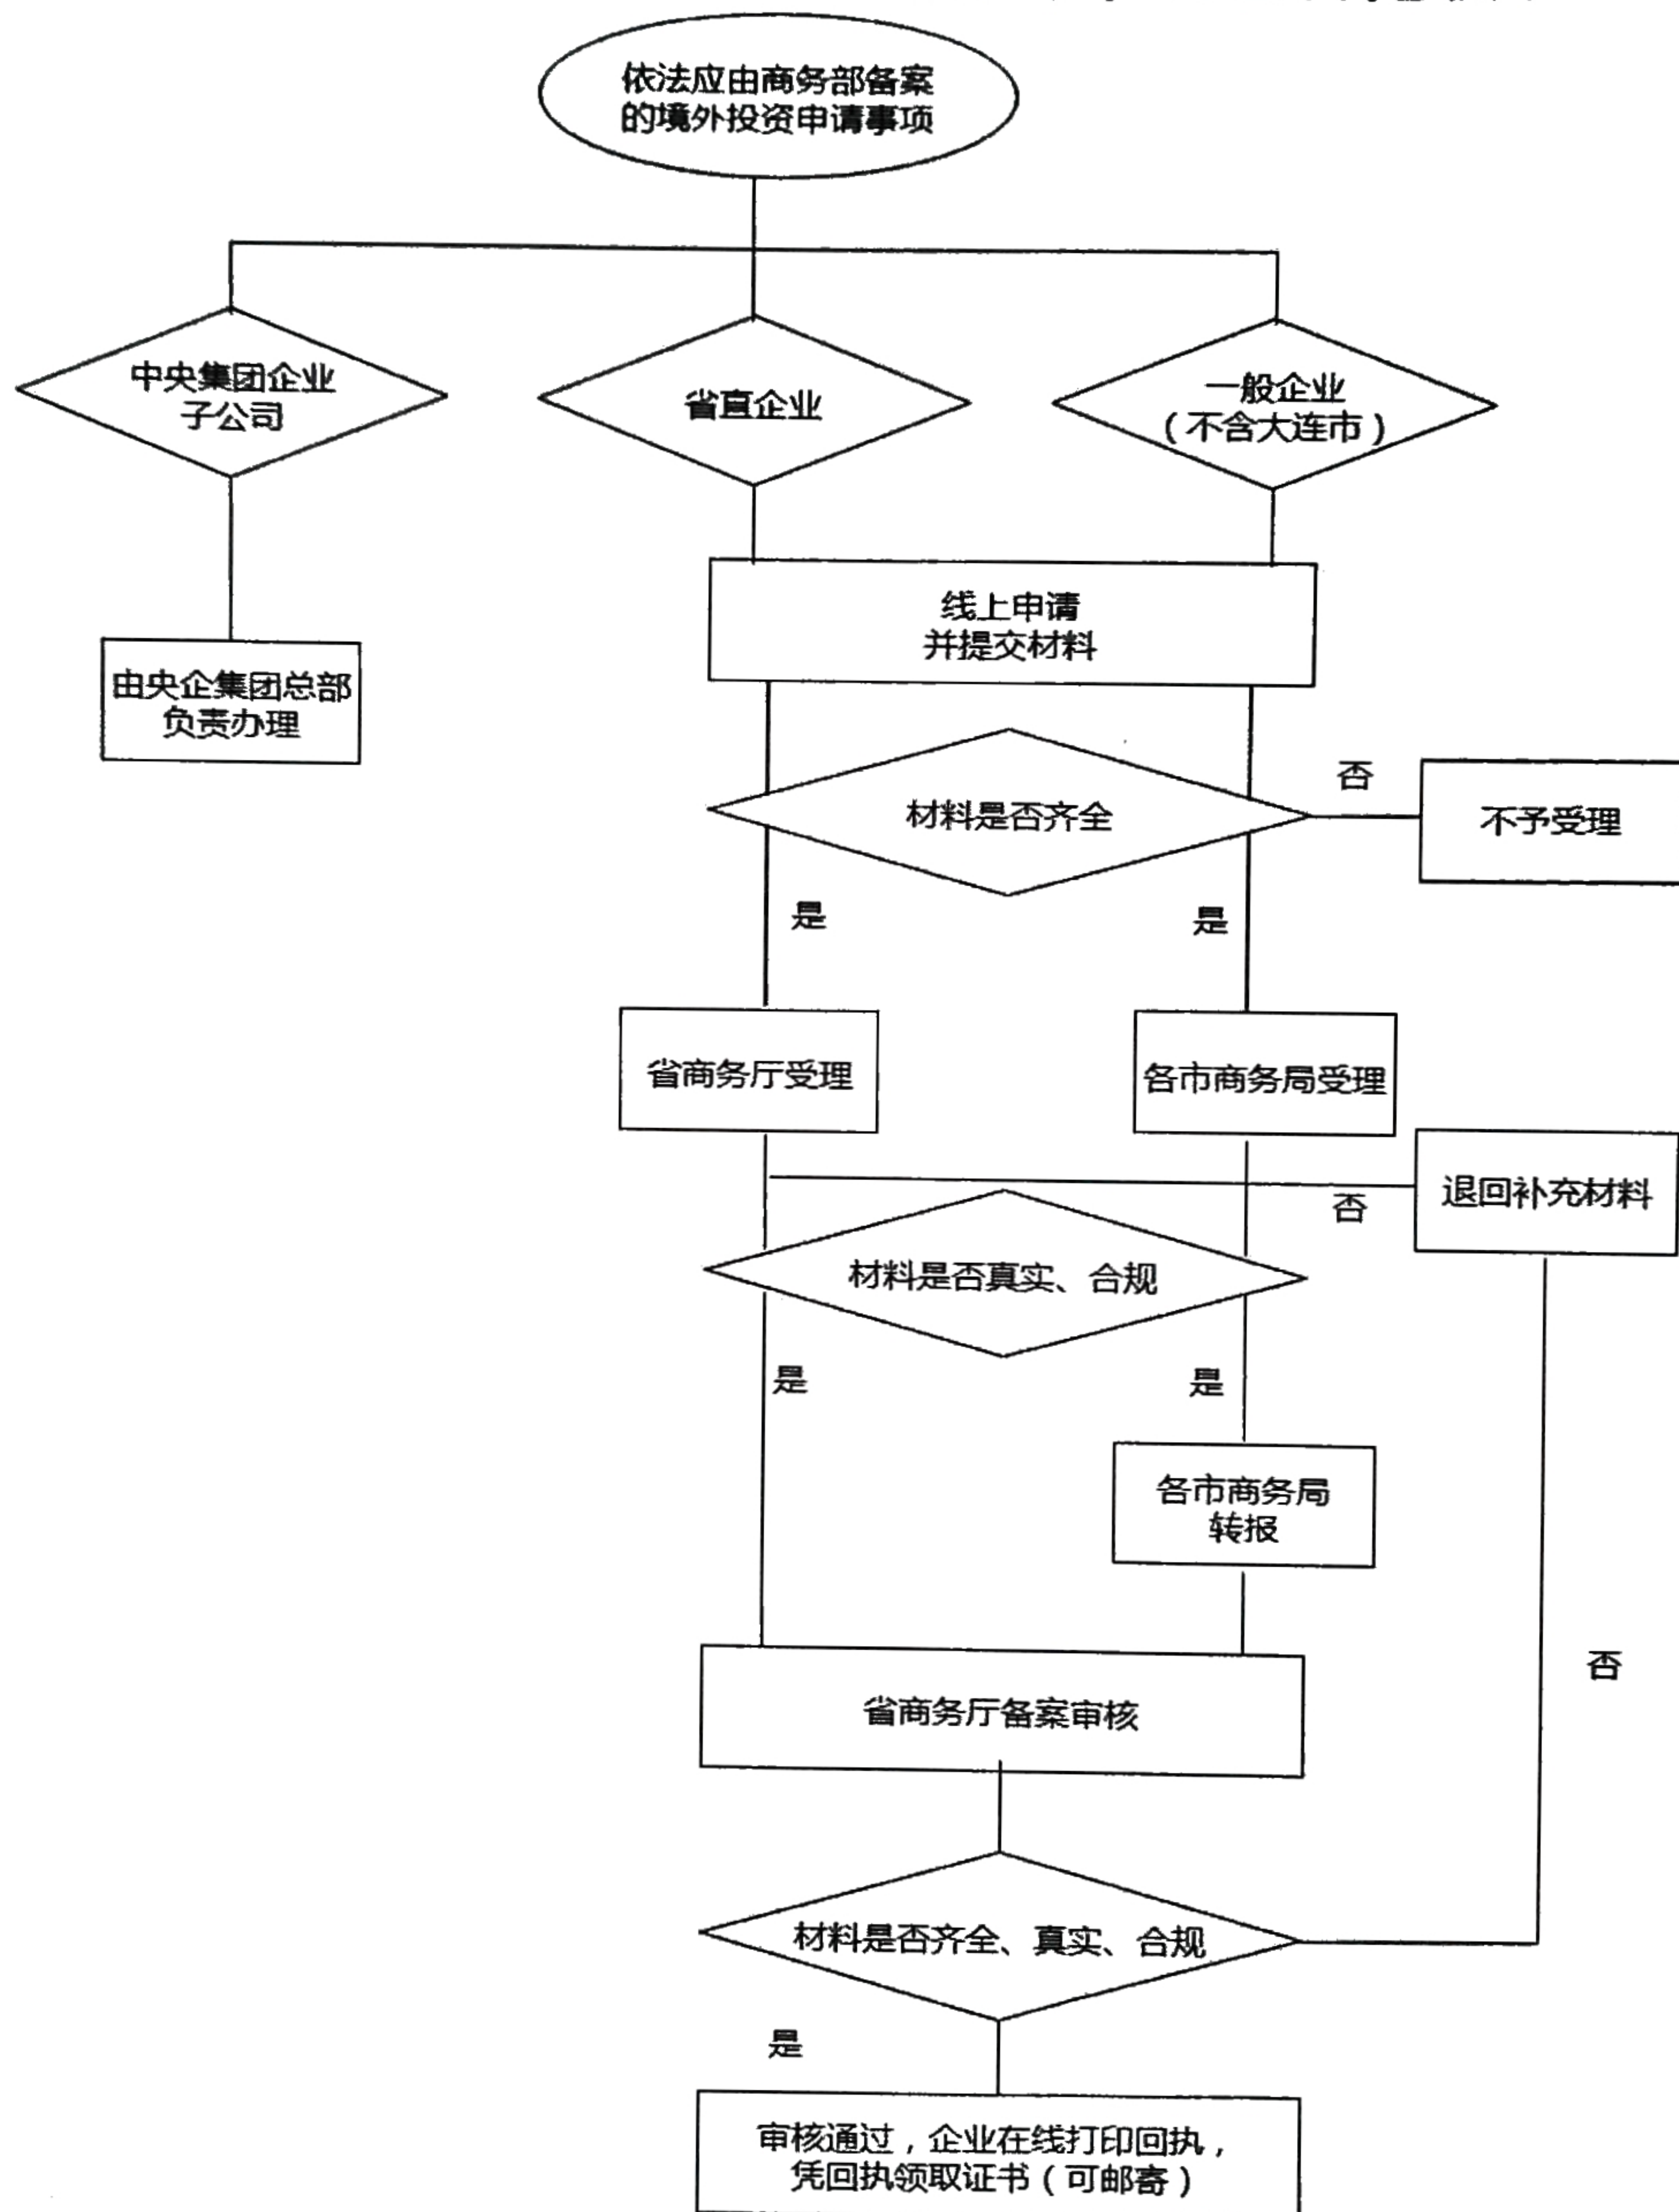 依法应由商务部备案
的境外投资申请事项
中央集团企业
子公司
省直企业
一般企业
（不含大连市）
线上申请
并提交材料
由央企集团总部
负责办理
材料是否齐全
否
不予受理
是
是
省商务厅受理
各市商务局受理
退回补充材料
否
材料是否真实、合规
是
是
各市商务局
转报
省商务厅备案审核
否
材料是否齐全、真实、合规
是
审核通过，企业在线打印回执，
凭回执领取证书（可邮寄）